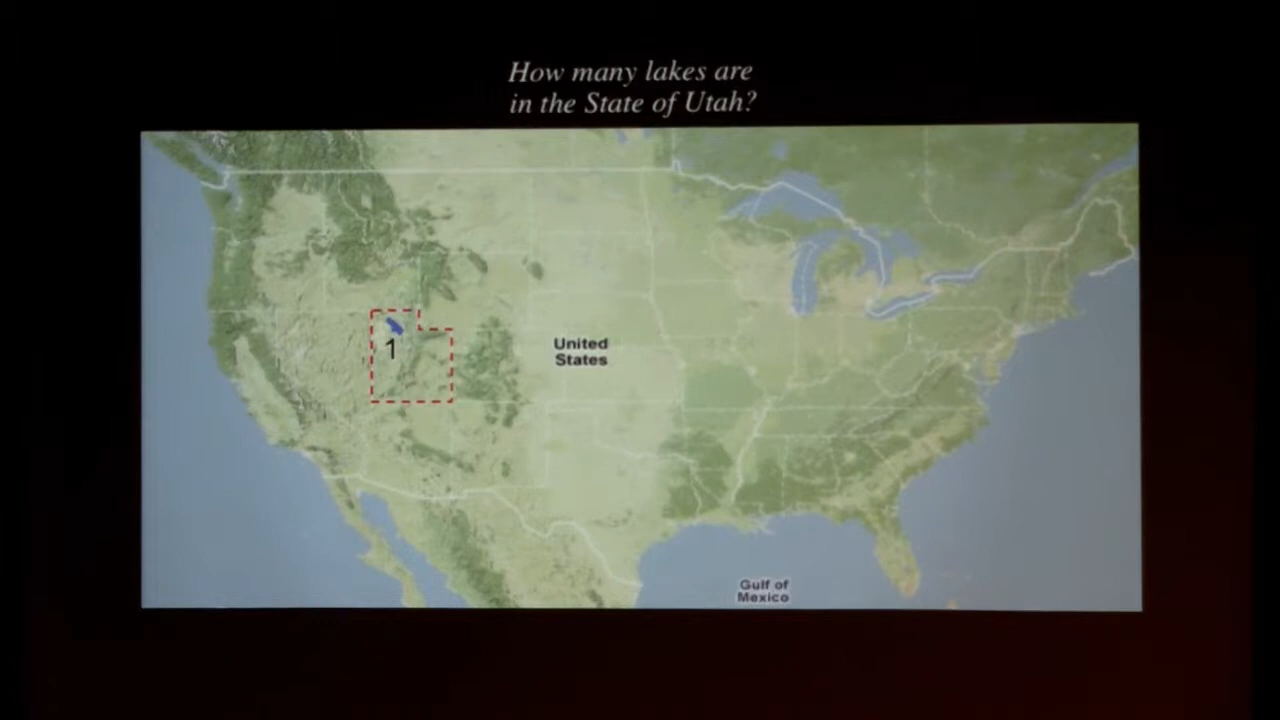 How many lakes are
in the State of Utah?
1
United
States
Gulf of
Mexico